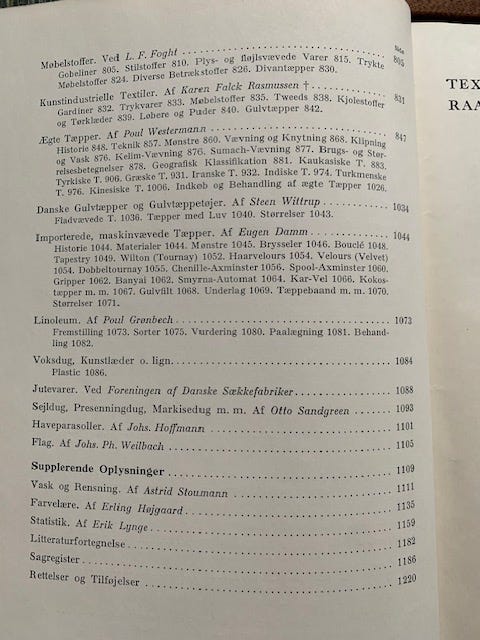 Side
Møbelstoffer. Ved L. F. Foght 805
Gobeliner 805. Stilstoffer 810. Plys- og fløjlsvævede Varer 815. Trykte
Møbelstoffer 824. Diverse Betrækstoffer 826. Divantæpper 830.
Kunstindustrielle Textiler. Af Karen Falck Rasmussen † 831
Gardiner 832. Trykvarer 833. Møbelstoffer 835. Tweeds 838. Kjolestoffer
og Tørklæder 839. Løbere og Puder 840. Gulvtæpper 842.
Ægte Tæpper. Af Poul Westermann 847
Historie 848. Teknik 857. Mønstre 860. Vævning og Knytning 868. Klipning
og Vask 876. Kelim-Vævning 876. Sumach-Vævning 877. Brugs- og Stør-
relsesbetegnelser 878. Geografisk Klassifikation 881. Kaukasiske T. 883.
Tyrkiske T. 906. Græske T. 931. Iranske T. 932. Indiske T. 974. Turkmenske
T. 976. Kinesiske T. 1006. Indkøb og Behandling af ægte Tæpper 1026.
Danske Gulvtæpper og Gulvtæppetøjer. Af Steen Wittrup 1034
Fladvævede T. 1036. Tæpper med Luv 1040. Størrelser 1043.
Importerede, maskinvævede Tæpper. Af Eugen Damm 1044
Historie 1044. Materialer 1044. Mønstre 1045. Brysseler 1046. Bouclé 1048.
Tapestry 1049. Wilton (Tournay) 1052. Haarvelours 1054. Velours (Velvet)
1054. Dobbeltournay 1055. Chenille-Axminster 1056. Spool-Axminster 1060.
Gripper 1062. Banyai 1062. Smyrna-Automat 1064. Kar-Vel 1066. Kokos-
tæpper m. m. 1067. Gulvfilt 1068. Underlag 1069. Tæppebaand m. m. 1070.
Størrelser 1071.
Linoleum. Af Poul Grønbech 1073
Fremstilling 1073. Sorter 1075. Vurdering 1080. Paalægning 1081. Behand-
ling 1082.
Voksdug, Kunstlæder o. lign. 1084
Plastic 1086.
Jutevarer. Ved Foreningen af Danske Sækkefabriker 1088
Sejldug, Presenningdug, Markisedug m. m. Af Otto Sandgreen 1093
Haveparasoller. Af Johs. Hoffmann 1101
Flag. Af Johs. Ph. Weilbach 1105
Supplerende Oplysninger 1109
Vask og Rensning. Af Astrid Stoumann 1111
Farvelære. Af Erling Højgaard 1135
Statistik. Af Erik Lynge 1159
Litteraturfortegnelse 1182
Sagregister 1186
Rettelser og Tilføjelser 1220
TEX
RAA